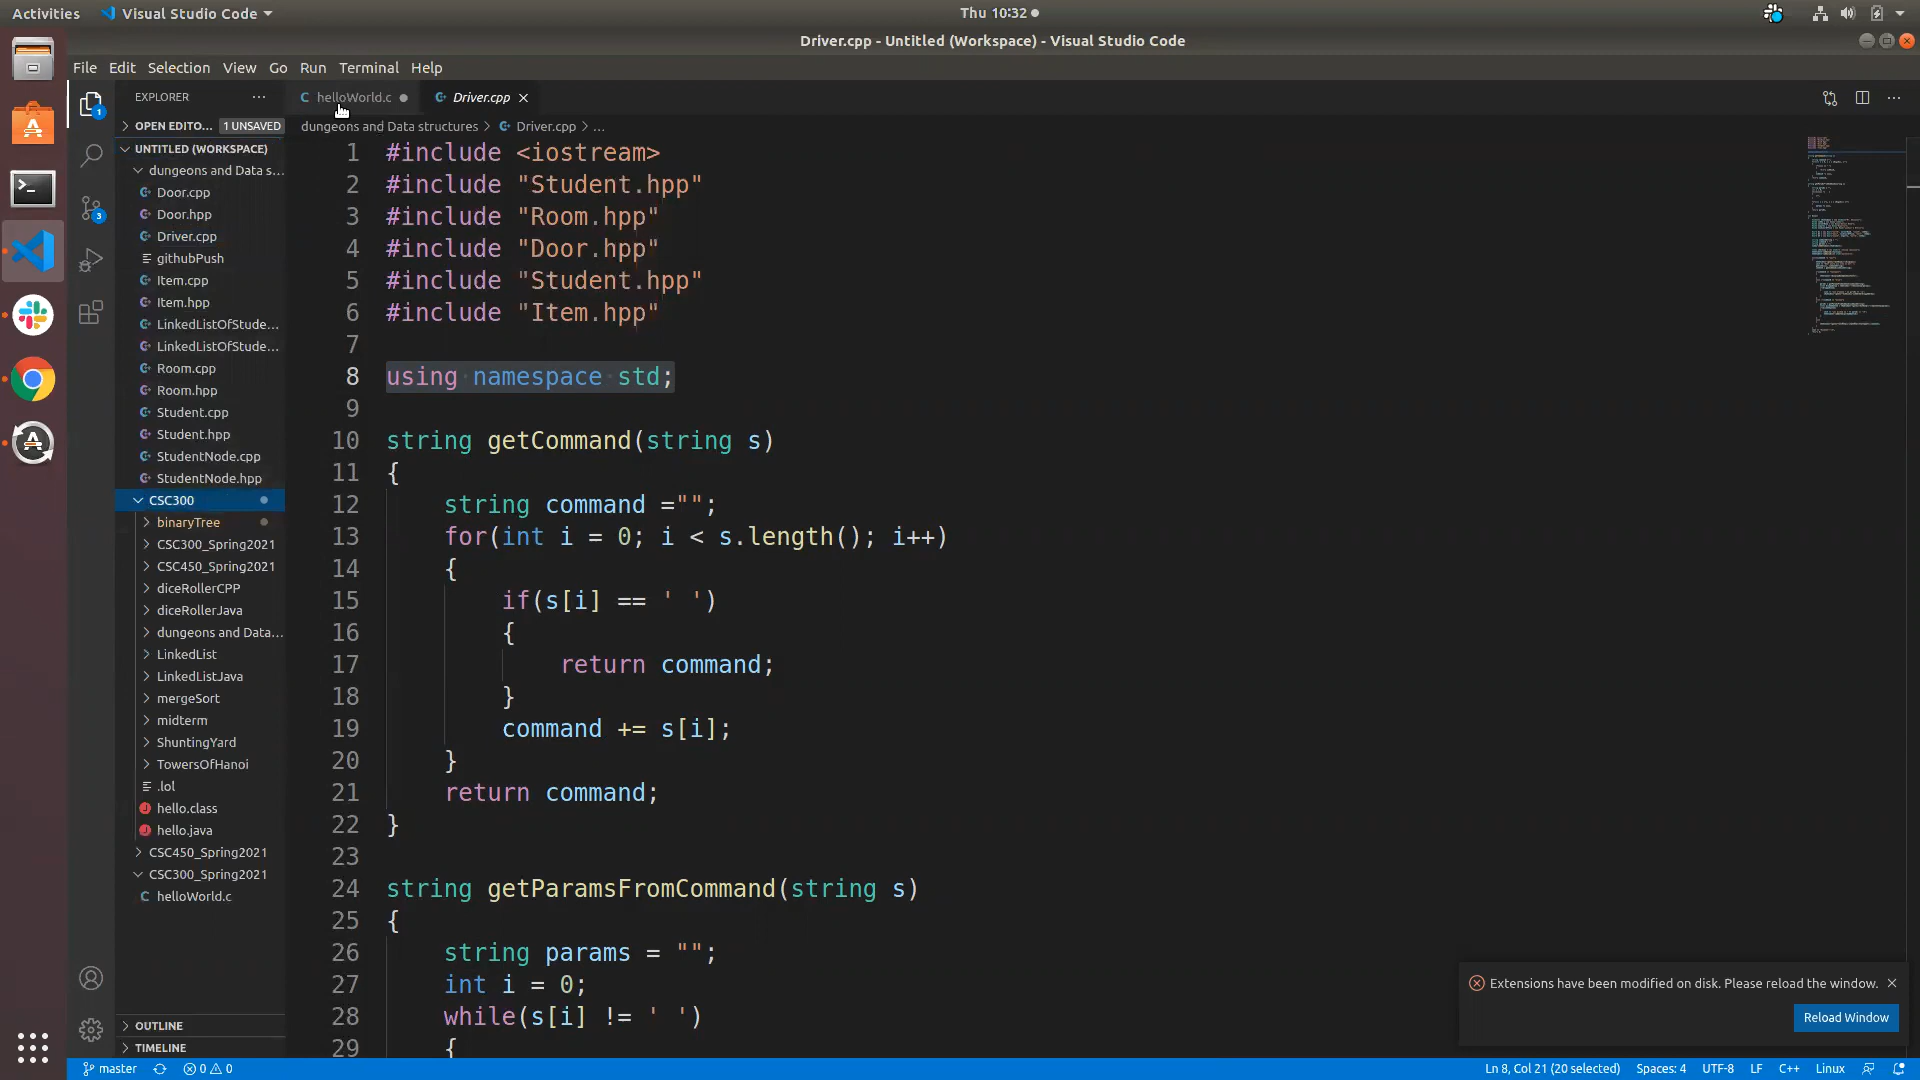 Activities
Visual Studio Code
Thu 10:32
Driver.cpp - Untitled (Workspace) - Visual Studio Code
File Edit Selection View Go Run Terminal Help
EXPLORER
helloWorld.c
Driver.cpp
OPEN EDITO... 1 UNSAVED
dungeons and Data structures > Driver.cpp > ...
UNTITLED (WORKSPACE)
dungeons and Data s...
Door.cpp
Door.hpp
Driver.cpp
githubPush
Item.cpp
Item.hpp
LinkedListOfStude...
LinkedListOfStude...
Room.cpp
Room.hpp
Student.cpp
Student.hpp
StudentNode.cpp
StudentNode.hpp
CSC300
binaryTree
CSC300_Spring2021
CSC450_Spring2021
diceRollerCPP
diceRollerJava
dungeons and Data...
LinkedList
LinkedListJava
mergeSort
midterm
ShuntingYard
TowersOfHanoi
.lol
hello.class
hello.java
CSC450_Spring2021
CSC300_Spring2021
helloWorld.c
OUTLINE
TIMELINE
1 #include <iostream>
2 #include "Student.hpp"
3 #include "Room.hpp"
4 #include "Door.hpp"
5 #include "Student.hpp"
6 #include "Item.hpp"
7
8 using namespace std;
9
10 string getCommand(string s)
11 {
12 string command ="";
13 for(int i = 0; i < s.length(); i++)
14 {
15 if(s[i] == ' ')
16 {
17 return command;
18 }
19 command += s[i];
20 }
21 return command;
22 }
23
24 string getParamsFromCommand(string s)
25 {
26 string params = "";
27 int i = 0;
28 while(s[i] != ' ')
29 {
Extensions have been modified on disk. Please reload the window.
Reload Window
master 0 0 Ln 8, Col 21 (20 selected) Spaces: 4 UTF-8 LF C++ Linux
1
3